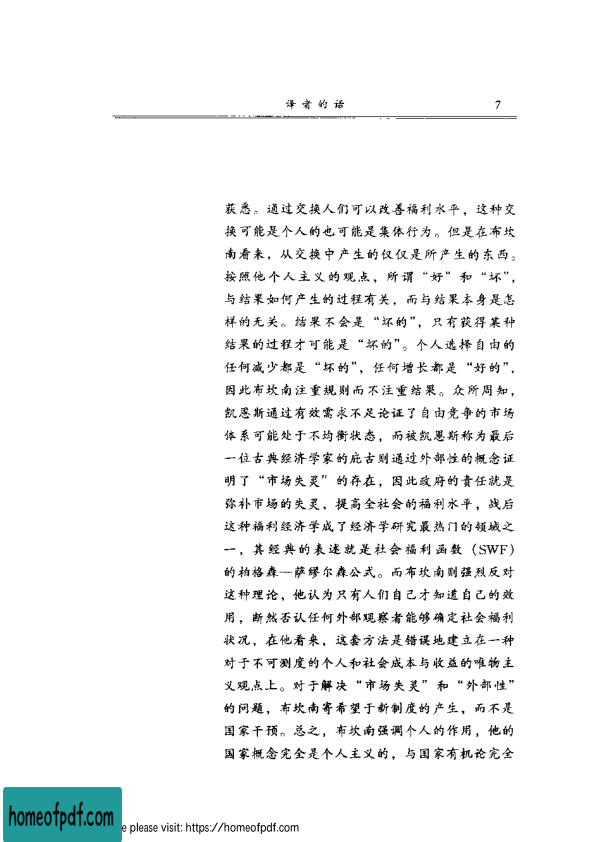 译者的话 7
获悉。通过交换人们可以改善福利水平，这种交
换可能是个人的也可能是集体行为。但是在布坎
南看来，从交换中产生的仅仅是所产生的东西。
按照他个人主义的观点，所谓“好”和“坏”，
与结果如何产生的过程有关，而与结果本身是怎
样的无关。结果不会是“坏的”，只有获得某种
结果的过程才可能是“坏的”。个人选择自由的
任何减少都是“坏的”，任何增长都是“好的”，
因此布坎南注重规则而不注重结果。众所周知，
凯恩斯通过有效需求不足论证了自由竞争的市场
体系可能处于不均衡状态，而被凯恩斯称为最后
一位古典经济学家的庇古则通过外部性的概念证
明了“市场失灵”的存在，因此政府的责任就是
弥补市场的失灵，提高全社会的福利水平，战后
这种福利经济学成了经济学研究最热门的领域之
一，其经典的表述就是社会福利函数（SWF）
的柏格森—萨缪尔森公式。而布坎南则强烈反对
这种理论，他认为只有人们自己才知道自己的效
用，断然否认任何外部观察者能够确定社会福利
状况，在他看来，这套方法是错误地建立在一种
对于不可测度的个人和社会成本与收益的唯物主
义观点上。对于解决“市场失灵”和“外部性”
的问题，布坎南寄希望于新制度的产生，而不是
国家干预。总之，布坎南强调个人的作用，他的
国家概念完全是个人主义的，与国家有机论完全
homeofpdf.com
e please visit: https://homeofpdf.com